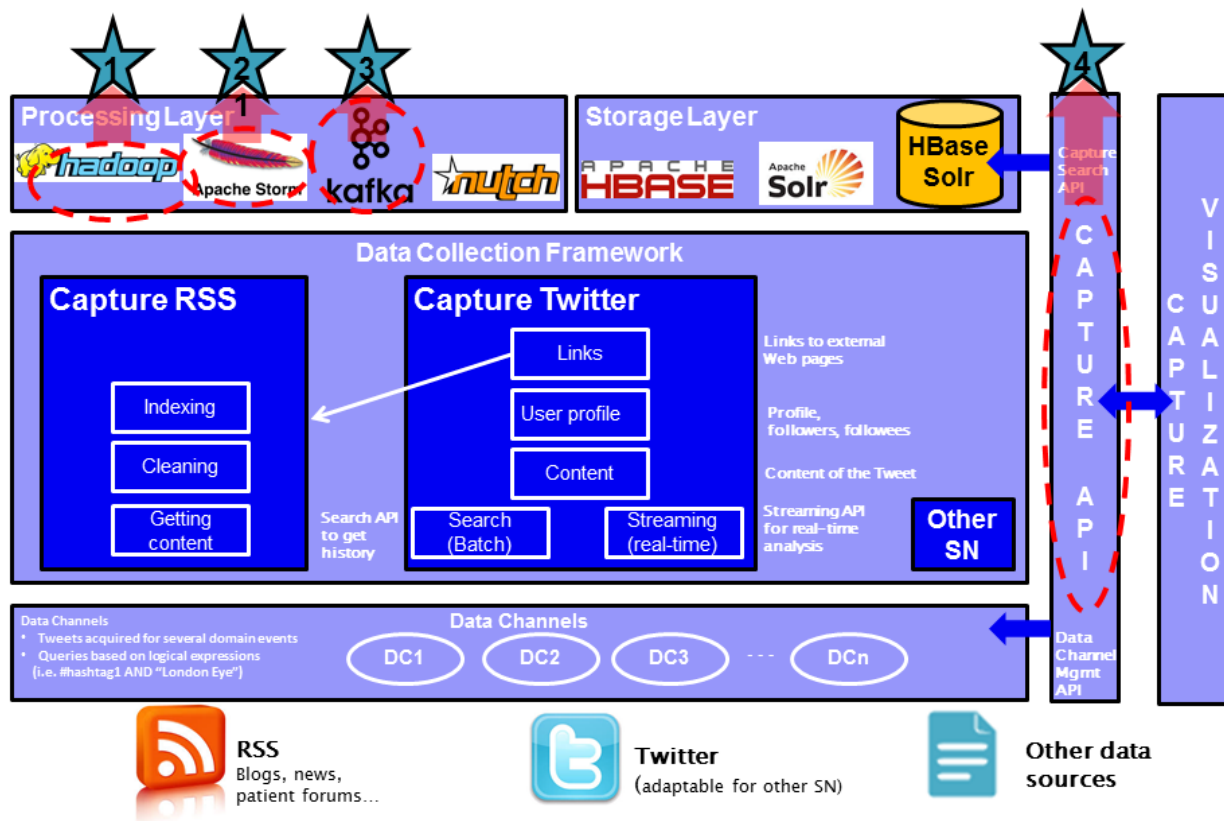 1
2
1
3
4
Processing Layer
hadoop
Apache Storm
kafka
nutch
Storage Layer
APACHE
HBASE
Apache
Solr
HBase
Solr
Capture
Search
API
CAPTURE API
CAPTURE
VISUALIZATION
Data Collection Framework
Capture RSS
Indexing
Cleaning
Getting
content
Capture Twitter
Links
User profile
Content
Search
(Batch)
Streaming
(real-time)
Links to external
Web pages
Profile,
followers, followees
Content of the Tweet
Search API
to get
history
Streaming API
for real-time
analysis
Other
SN
Data Channels
• Tweets acquired for several domain events
• Queries based on logical expressions
(i.e. #hashtag1 AND “London Eye”)
Data Channels
DC1
DC2
DC3
- - -
DCn
Data
Channel
Mgmt
API
RSS
Blogs, news,
patient forums...
Twitter
(adaptable for other SN)
Other data
sources